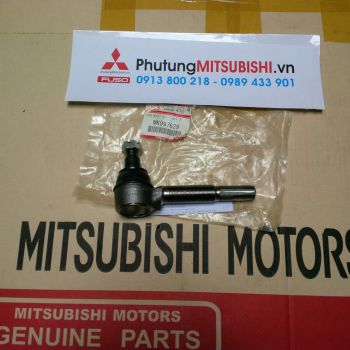 PhutungMITSUBISHI.vn
FUSO
0913 800 218 - 0989 433 901
MITSUBISHI MOTORS
MITSUBISHI MOTORS
GENUINE PARTS